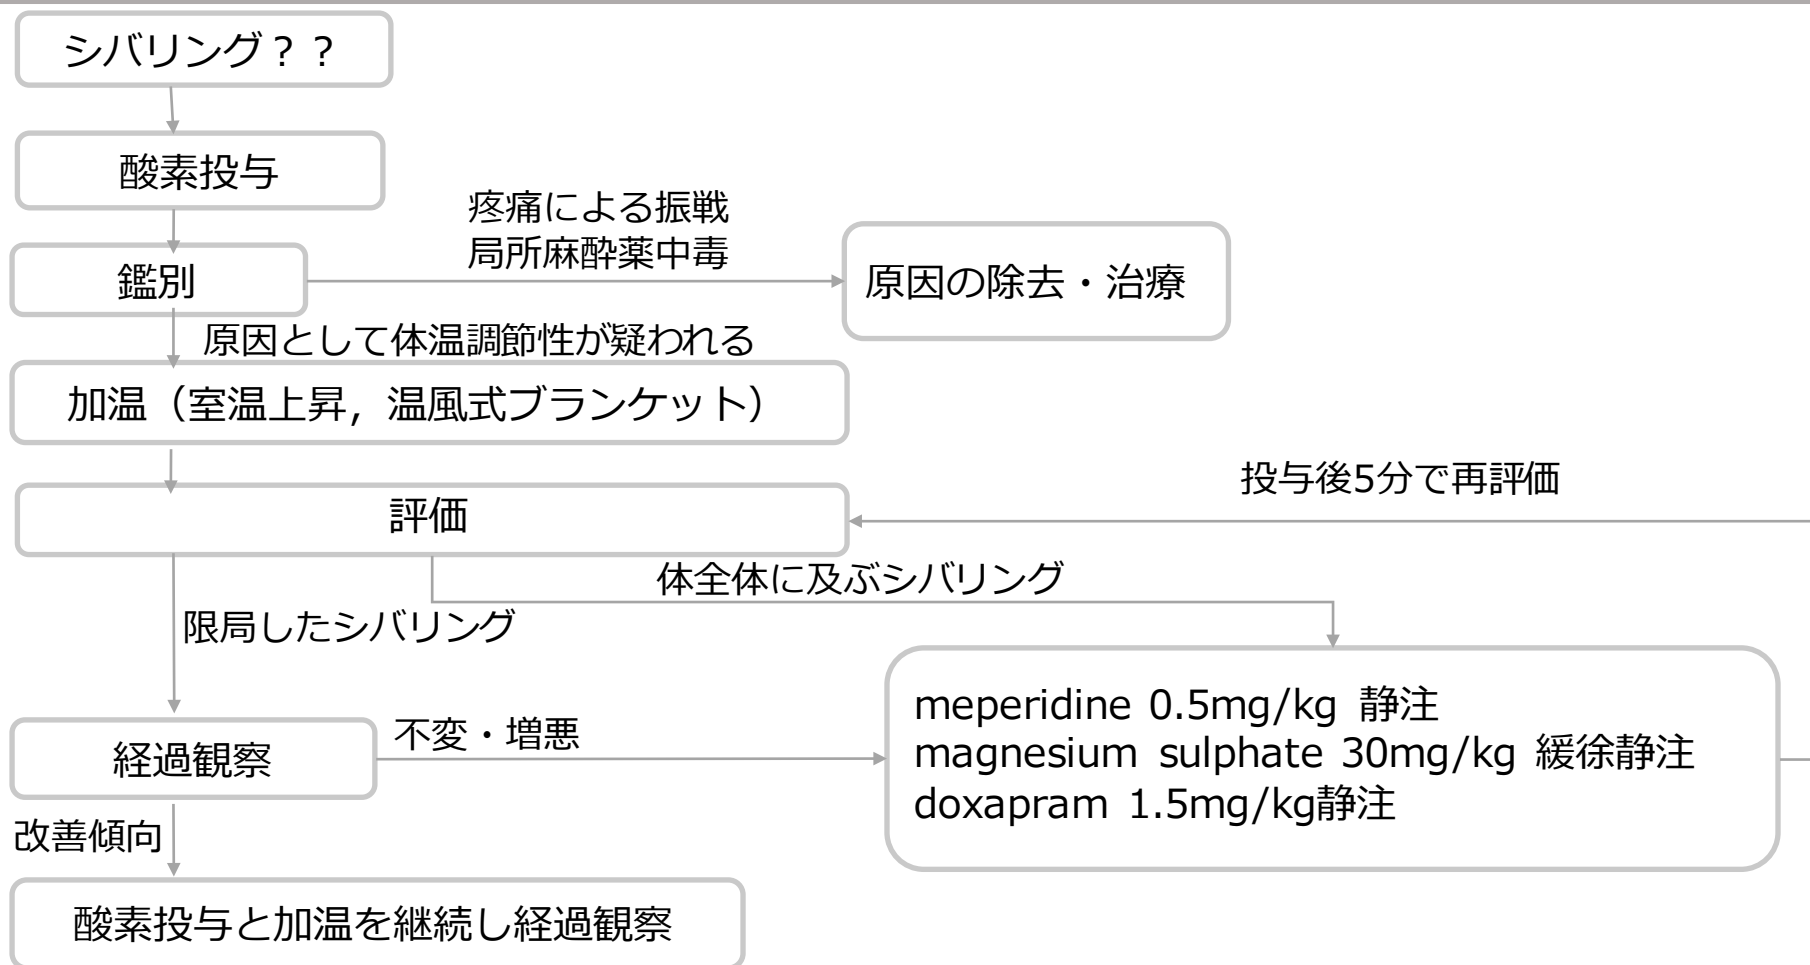 シバリング？？
酸素投与
疼痛による振戦
局所麻酔薬中毒
鑑別
原因の除去・治療
原因として体温調節性が疑われる
加温（室温上昇，温風式ブランケット）
投与後5分で再評価
評価
体全体に及ぶシバリング
限局したシバリング
meperidine 0.5mg/kg 静注
magnesium sulphate 30mg/kg 緩徐静注
doxapram 1.5mg/kg静注
不変・増悪
経過観察
改善傾向
酸素投与と加温を継続し経過観察